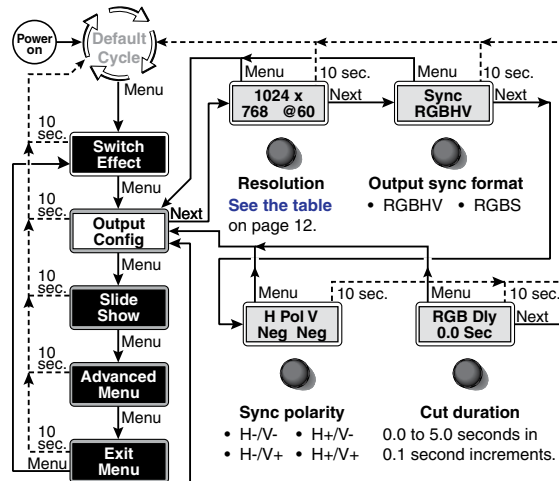 Power
on
Default
Cycle
Menu
10
sec.
Switch
Effect
Menu
10
sec.
Output
Config
Next
Menu
10
sec.
Slide
Show
Menu
10
sec.
Advanced
Menu
Menu
10
sec.
Menu
Exit
Menu
Menu
10 sec.
1024 x
768 @60
Next
Resolution
See the table
on page 12.
Menu
10 sec.
Sync
RGBHV
Next
Output sync format
• RGBHV • RGBS
Menu
10 sec.
H Pol V
Neg Neg
Sync polarity
• H-/V- • H+/V-
• H-/V+ • H+/V+
Menu
10 sec.
RGB Dly
0.0 Sec
Next
Cut duration
0.0 to 5.0 seconds in
0.1 second increments.